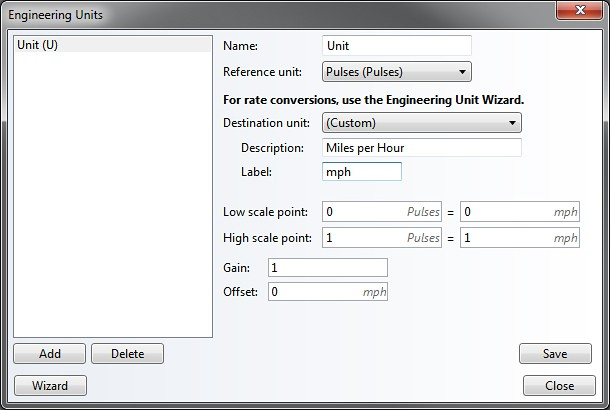 Engineering Units
Unit (U)
Name: Unit
Reference unit: Pulses (Pulses)
For rate conversions, use the Engineering Unit Wizard.
Destination unit: (Custom)
Description: Miles per Hour
Label: mph
Low scale point: 0 Pulses = 0 mph
High scale point: 1 Pulses = 1 mph
Gain: 1
Offset: 0 mph
Add Delete Save
Wizard Close